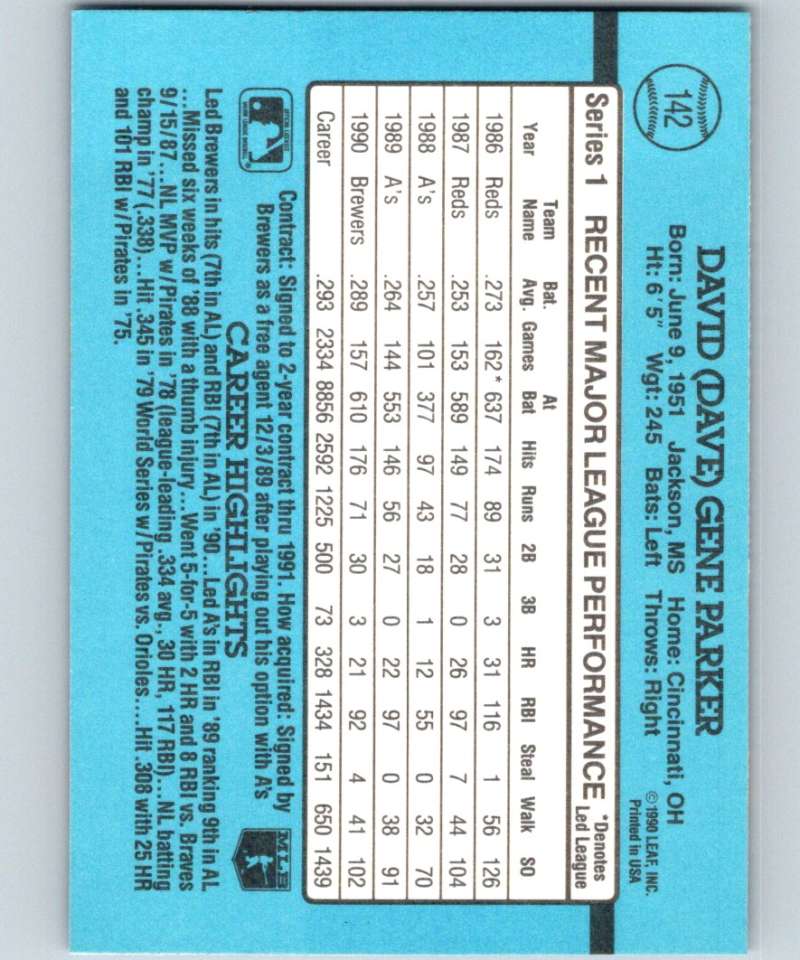 142
DAVID (DAVE) GENE PARKER
Born: June 9, 1951 Jackson, MS Home: Cincinnati, OH
Ht: 6'5" Wgt: 245 Bats: Left Throws: Right
©1990 LEAF, INC.
Printed in USA
Series 1 RECENT MAJOR LEAGUE PERFORMANCE *Denotes Led League
Year Team Name Bat. Avg. Games At Bat Hits Runs 2B 3B HR RBI Steal Walk SO
1986 Reds .273 162* 637 174 89 31 3 31 116 1 56 126
1987 Reds .253 153 589 149 77 28 0 26 97 7 44 104
1988 A's .257 101 377 97 43 18 1 12 55 0 32 70
1989 A's .264 144 553 146 56 27 0 22 97 0 38 91
1990 Brewers .289 157 610 176 71 30 3 21 92 4 41 102
Career .293 2334 8856 2592 1225 500 73 328 1434 151 650 1439
Contract: Signed to 2-year contract thru 1991. How acquired: Signed by
Brewers as a free agent 12/3/89 after playing out his option with A's
MLB
CAREER HIGHLIGHTS
Led Brewers in hits (7th in AL) and RBI (7th in AL) in '90...Led A's in RBI in '89 ranking 9th in AL
...Missed six weeks of '88 with a thumb injury...Went 5-for-5 with 2 HR and 8 RBI vs. Braves
9/15/87...NL MVP w/Pirates in '78 (league-leading .334 avg., 30 HR, 117 RBI)...NL batting
champ in '77 (.338)...Hit .345 in '79 World Series w/Pirates vs. Orioles....Hit .308 with 25 HR
and 101 RBI w/Pirates in '75.